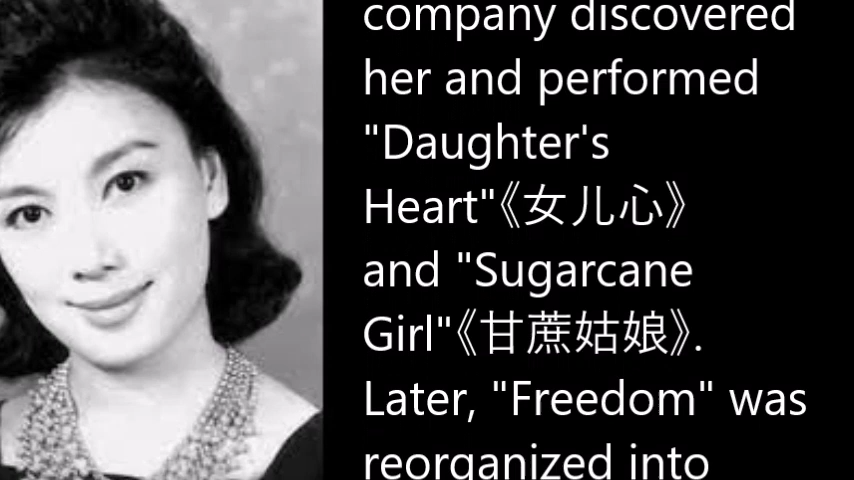 company discovered
her and performed
"Daughter's
Heart"《女儿心》
and "Sugarcane
Girl"《甘蔗姑娘》.
Later, "Freedom" was
reorganized into